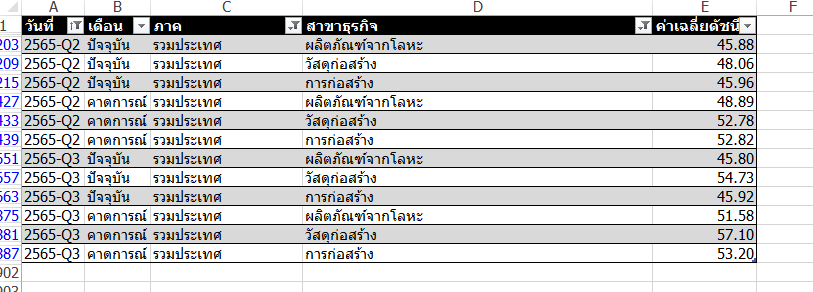 A B C D E F
1 วันที่ เดือน ภาค สาขาธุรกิจ ค่าเฉลี่ยดัชนี
203 2565-Q2 ปัจจุบัน รวมประเทศ ผลิตภัณฑ์จากโลหะ 45.88
209 2565-Q2 ปัจจุบัน รวมประเทศ วัสดุก่อสร้าง 48.06
215 2565-Q2 ปัจจุบัน รวมประเทศ การก่อสร้าง 45.96
427 2565-Q2 คาดการณ์ รวมประเทศ ผลิตภัณฑ์จากโลหะ 48.89
433 2565-Q2 คาดการณ์ รวมประเทศ วัสดุก่อสร้าง 52.78
439 2565-Q2 คาดการณ์ รวมประเทศ การก่อสร้าง 52.82
651 2565-Q3 ปัจจุบัน รวมประเทศ ผลิตภัณฑ์จากโลหะ 45.80
657 2565-Q3 ปัจจุบัน รวมประเทศ วัสดุก่อสร้าง 54.73
663 2565-Q3 ปัจจุบัน รวมประเทศ การก่อสร้าง 45.92
875 2565-Q3 คาดการณ์ รวมประเทศ ผลิตภัณฑ์จากโลหะ 51.58
881 2565-Q3 คาดการณ์ รวมประเทศ วัสดุก่อสร้าง 57.10
887 2565-Q3 คาดการณ์ รวมประเทศ การก่อสร้าง 53.20
902